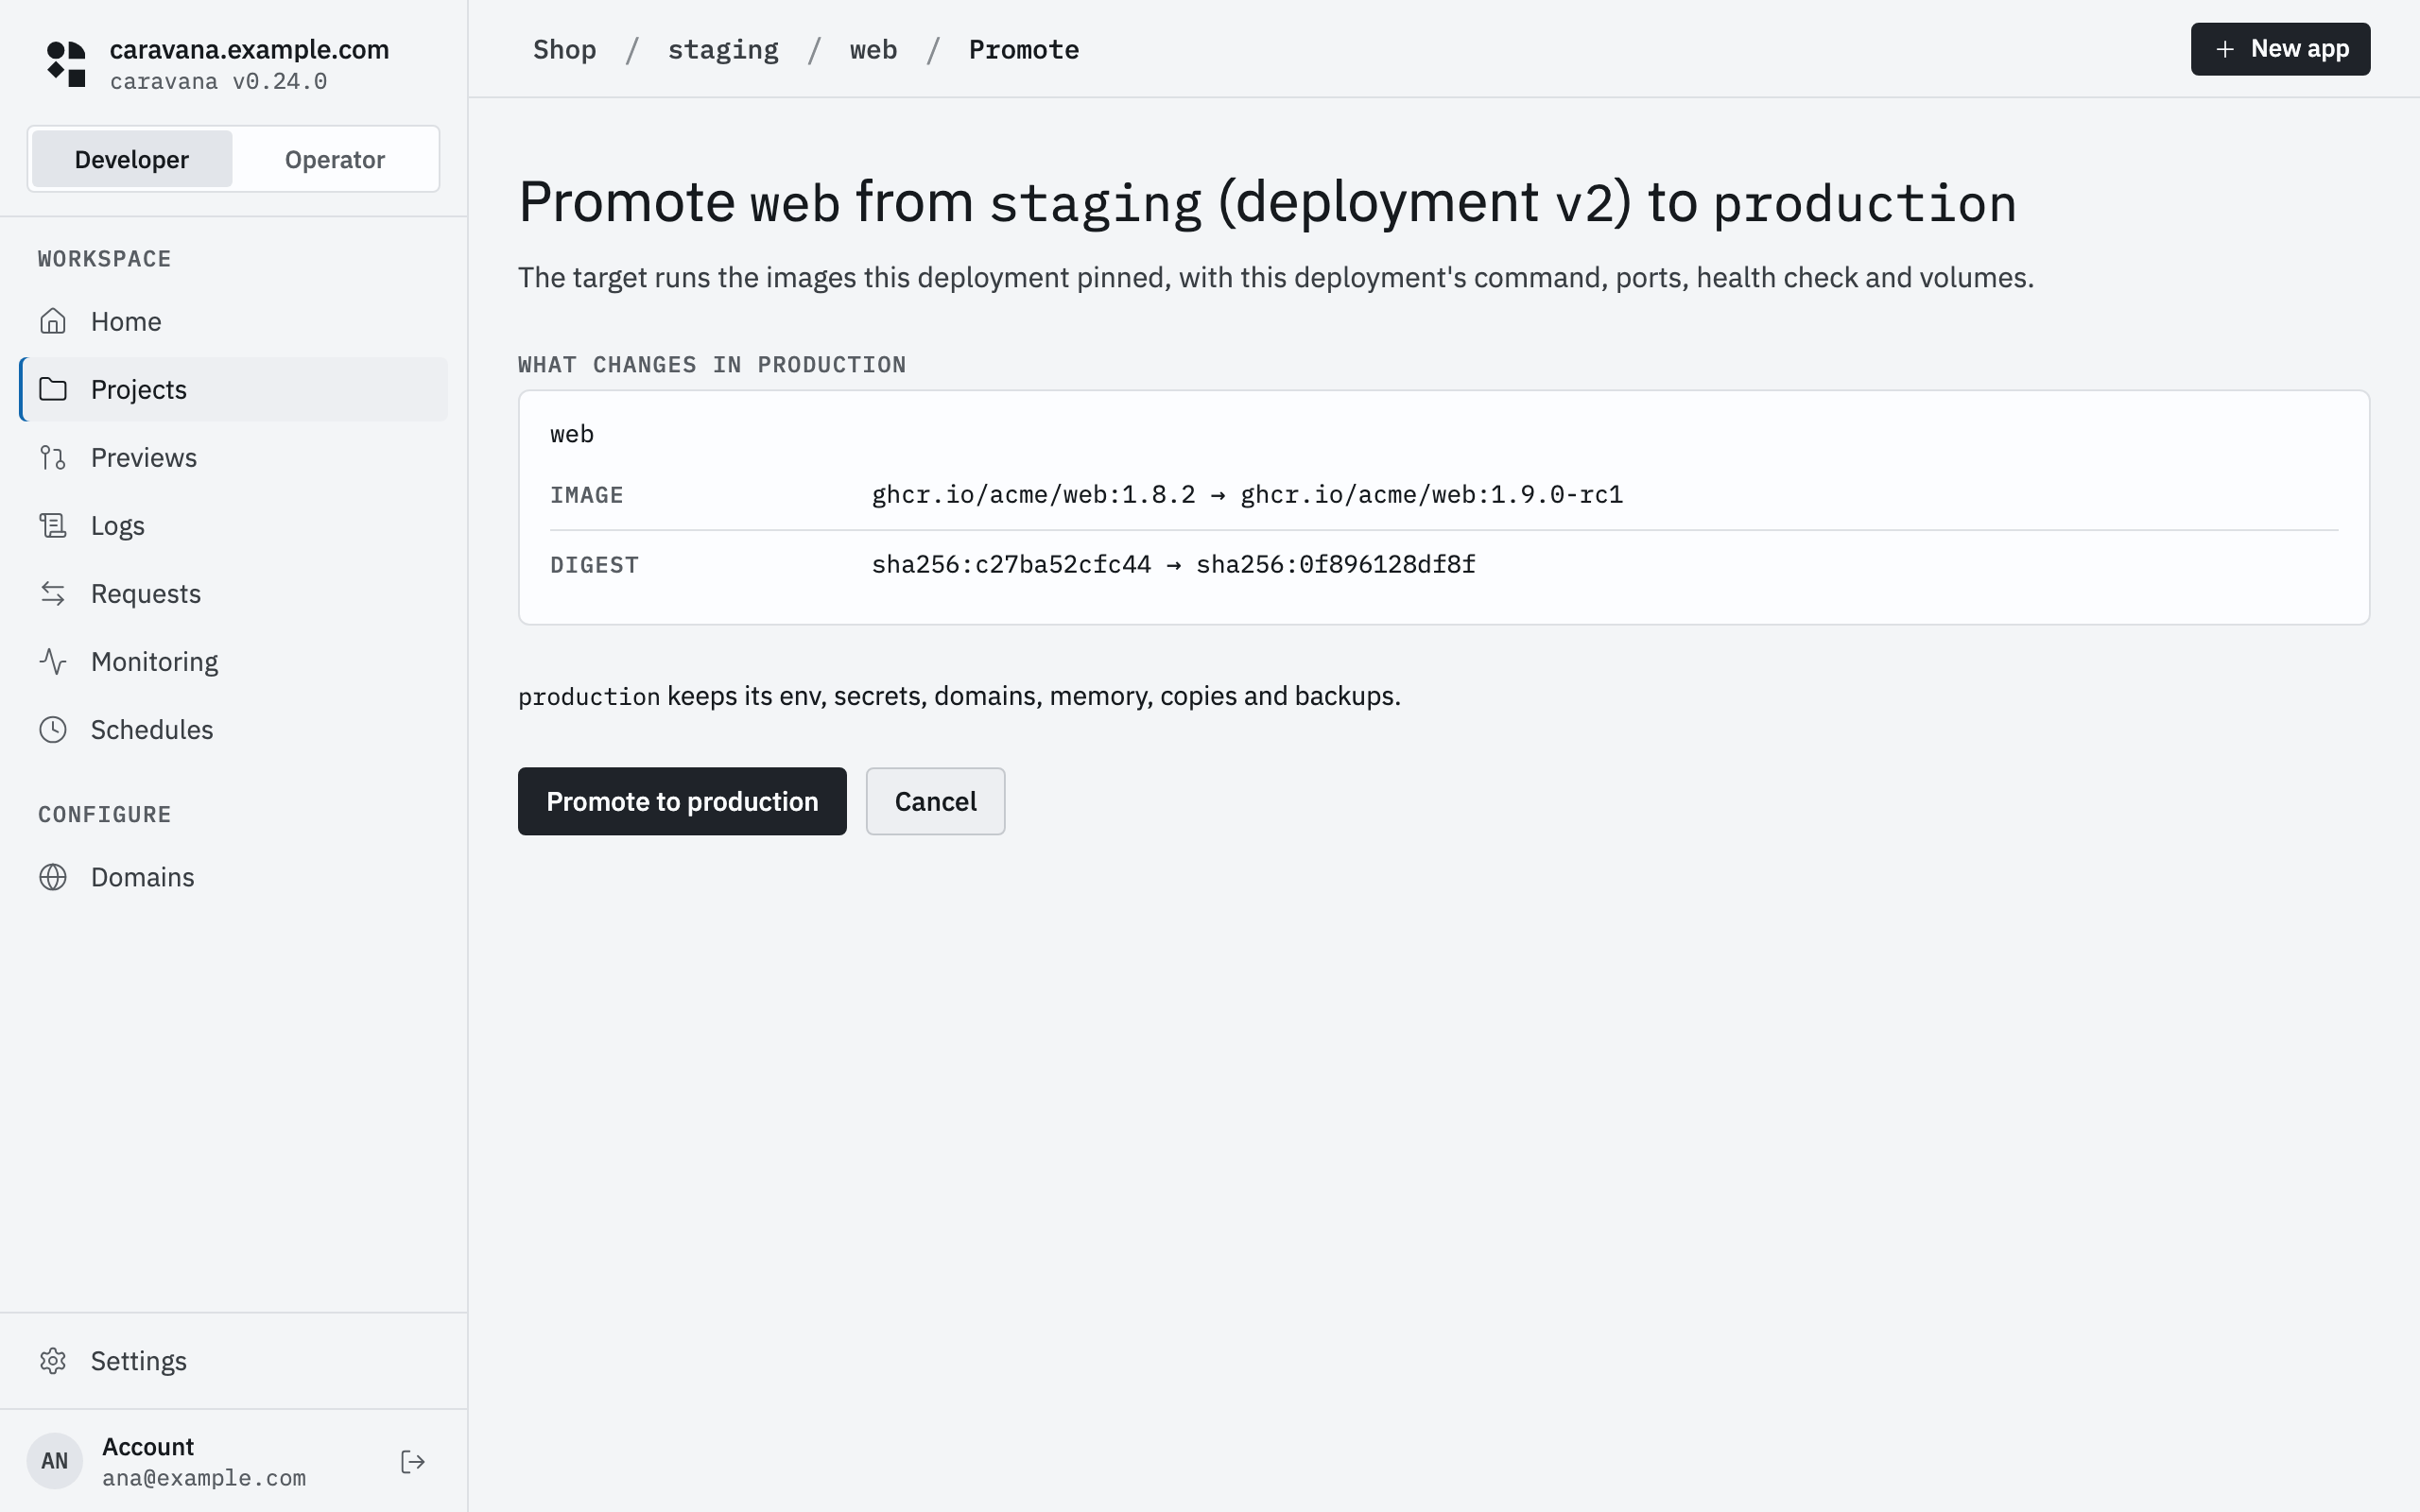 caravana.example.com
caravana v0.24.0
Developer
Operator
WORKSPACE
Home
Projects
Previews
Logs
Requests
Monitoring
Schedules
CONFIGURE
Domains
Settings
AN
Account
ana@example.com
Shop / staging / web / Promote
New app
Promote web from staging (deployment v2) to production
The target runs the images this deployment pinned, with this deployment's command, ports, health check and volumes.
WHAT CHANGES IN PRODUCTION
web
IMAGE ghcr.io/acme/web:1.8.2 → ghcr.io/acme/web:1.9.0-rc1
DIGEST sha256:c27ba52cfc44 → sha256:0f896128df8f
production keeps its env, secrets, domains, memory, copies and backups.
Promote to production
Cancel